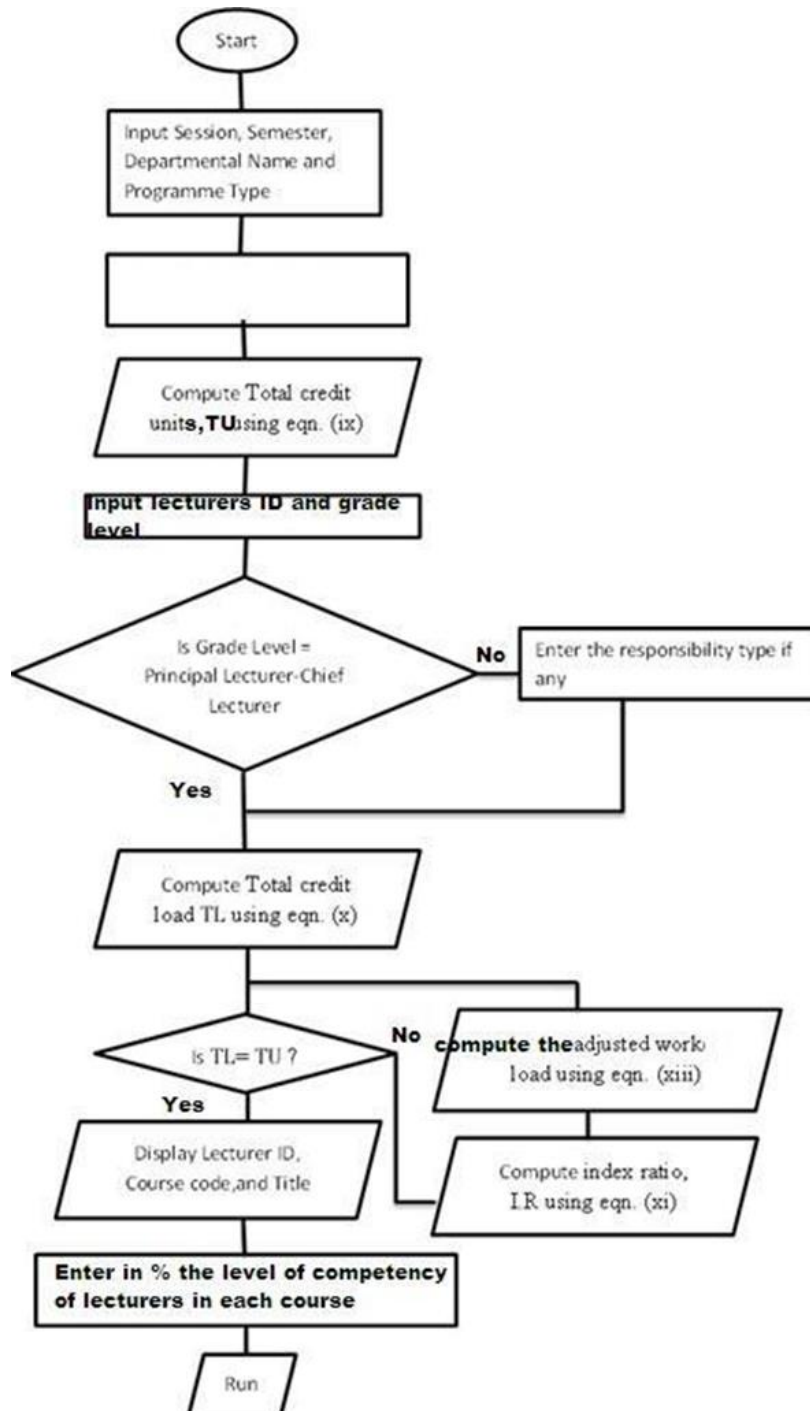 Start
Input Session, Semester,
Departmental Name and
Programme Type
Compute Total credit
units,TU using eqn. (ix)
Input lecturers ID and grade
level
Is Grade Level =
Principal Lecturer-Chief
Lecturer
No
Enter the responsibility type if
any
Yes
Compute Total credit
load TL using eqn. (x)
Is TL= TU ?
No
compute the adjusted work
load using eqn. (xiii)
Yes
Display Lecturer ID,
Course code,and Title
Compute index ratio,
I.R using eqn. (xi)
Enter in % the level of competency
of lecturers in each course
Run